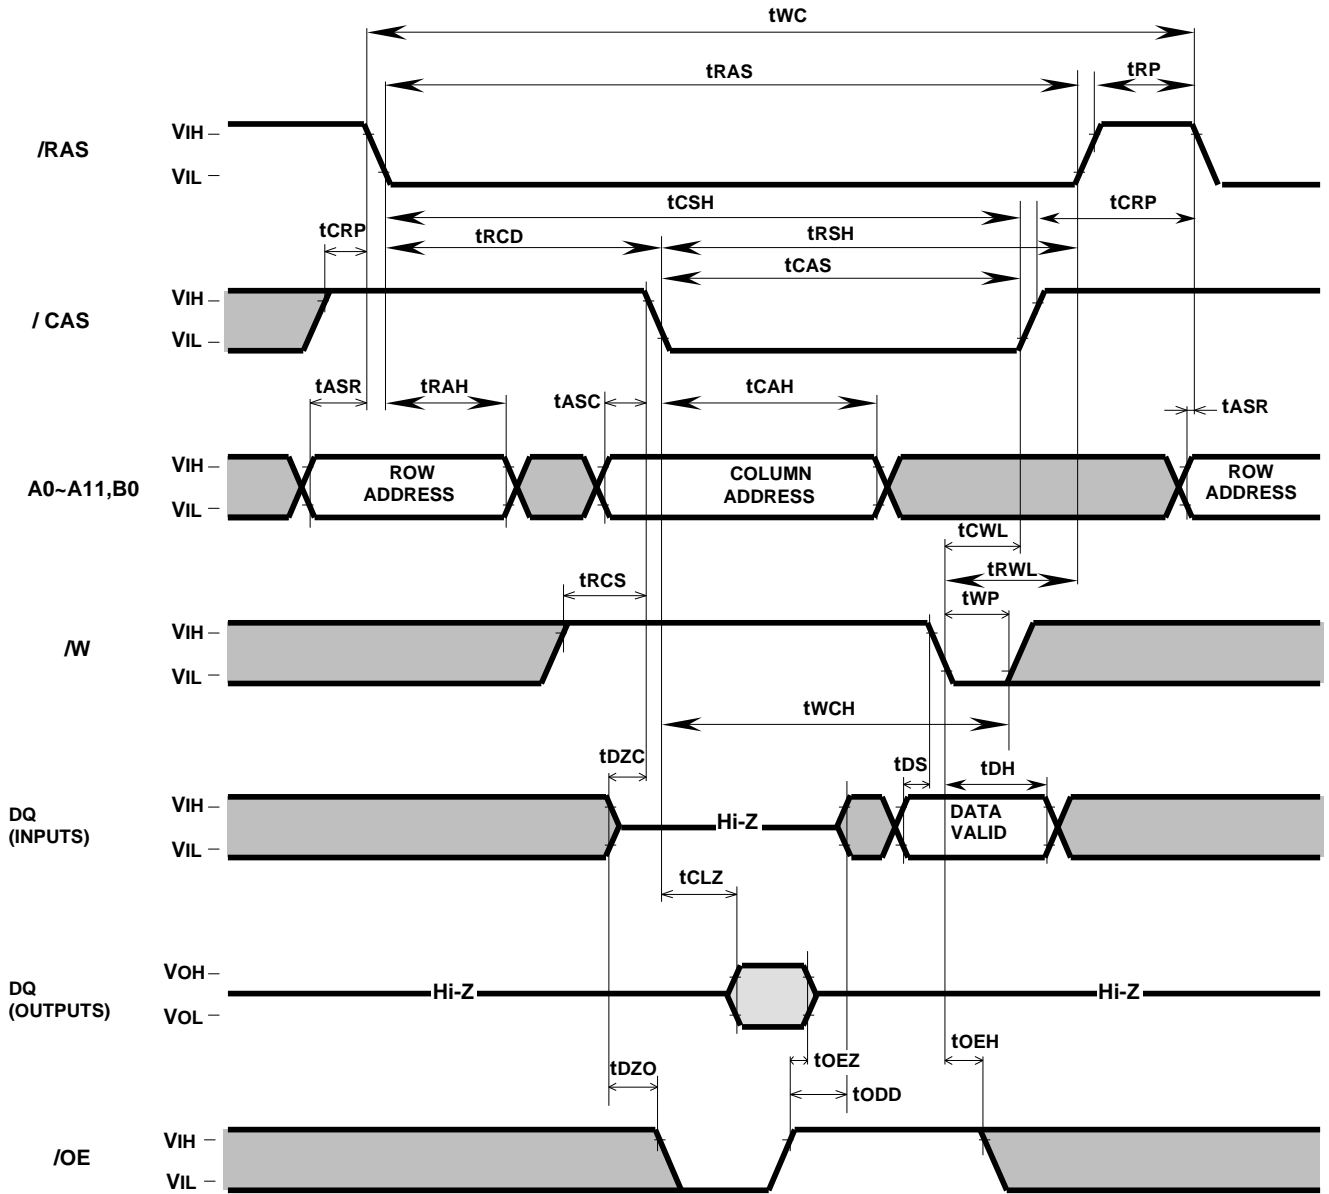 tWC
tRAS
tRP
/RAS
VIH
VIL
tCSH
tCRP
tCRP
tRCD
tRSH
tCAS
/ CAS
VIH
VIL
tASR
tRAH
tASC
tCAH
tASR
A0~A11,B0
VIH
VIL
ROW
ADDRESS
COLUMN
ADDRESS
ROW
ADDRESS
tCWL
tRWL
tRCS
tWP
/W
VIH
VIL
tWCH
tDZC
tDS
tDH
DQ
(INPUTS)
VIH
VIL
Hi-Z
DATA
VALID
tCLZ
DQ
(OUTPUTS)
VOH
VOL
Hi-Z
Hi-Z
tDZO
tOEZ
tOEH
tODD
/OE
VIH
VIL